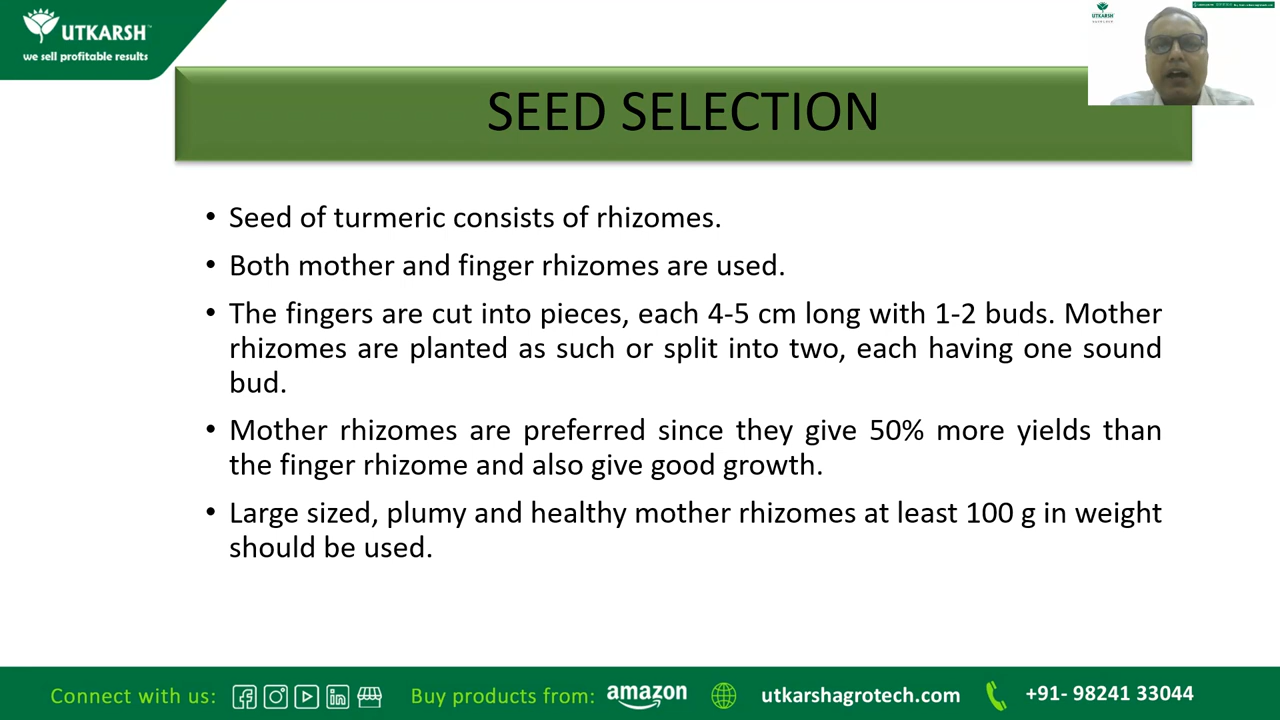 UTKARSH
we sell profitable results
UTKARSH
SEED SELECTION
• Seed of turmeric consists of rhizomes.
• Both mother and finger rhizomes are used.
• The fingers are cut into pieces, each 4-5 cm long with 1-2 buds. Mother
rhizomes are planted as such or split into two, each having one sound
bud.
• Mother rhizomes are preferred since they give 50% more yields than
the finger rhizome and also give good growth.
• Large sized, plumy and healthy mother rhizomes at least 100 g in weight
should be used.
Connect with us: Buy products from: amazon utkarshagrotech.com +91- 98241 33044